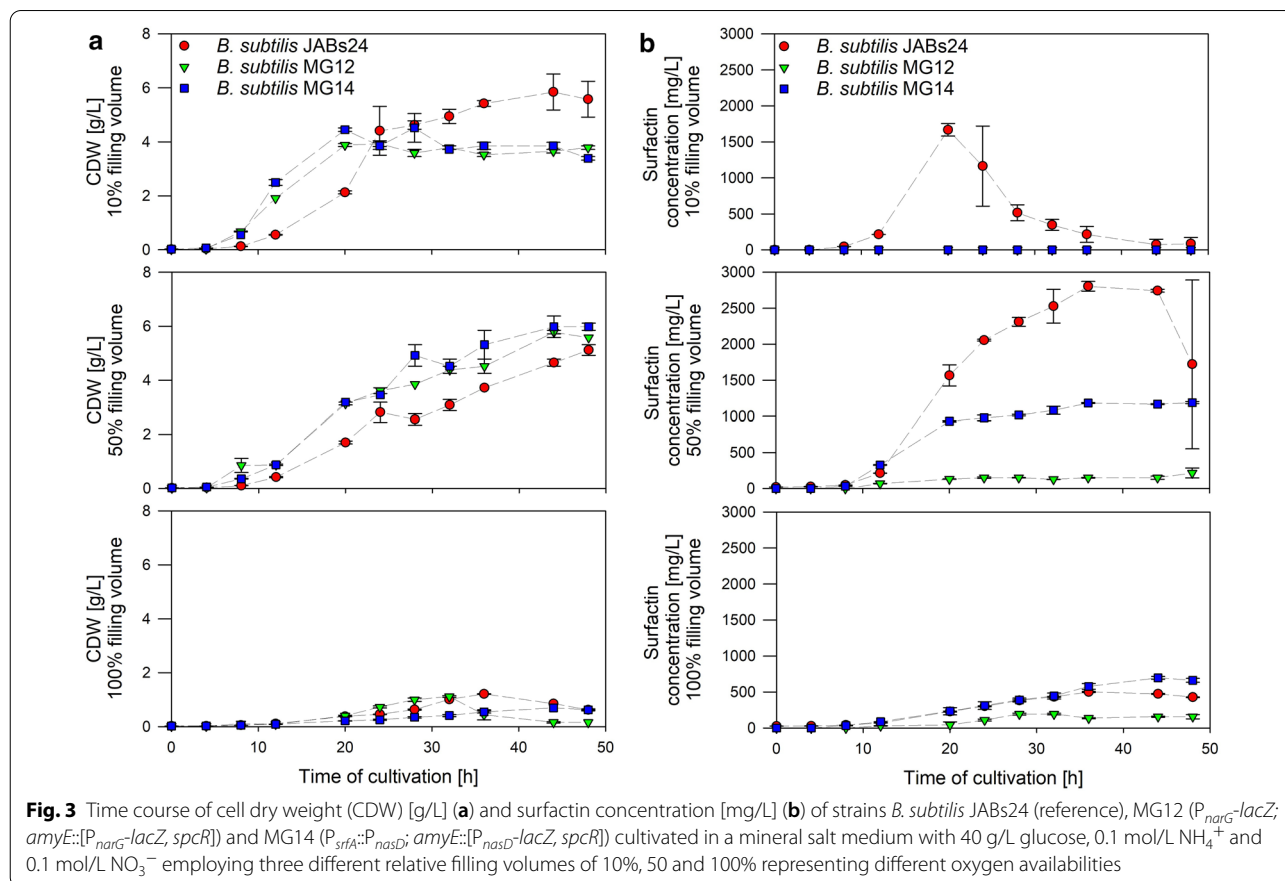 a
b
B. subtilis JABs24
B. subtilis MG12
B. subtilis MG14
CDW [g/L]
10% filling volume
8
6
4
2
0
B. subtilis JABs24
B. subtilis MG12
B. subtilis MG14
Surfactin
concentration [mg/L]
10% filling volume
3000
2500
2000
1500
1000
500
0
CDW [g/L]
50% filling volume
8
6
4
2
0
Surfactin
concentration [mg/L]
50% filling volume
3000
2500
2000
1500
1000
500
0
CDW [g/L]
100% filling volume
8
6
4
2
0
0 10 20 30 40 50
Time of cultivation [h]
Surfactin
concentration [mg/L]
100% filling volume
3000
2500
2000
1500
1000
500
0
0 10 20 30 40 50
Time of cultivation [h]
Fig. 3 Time course of cell dry weight (CDW) [g/L] (a) and surfactin concentration [mg/L] (b) of strains B. subtilis JABs24 (reference), MG12 (PnarG-lacZ;
amyE::[PnarG-lacZ, spcR]) and MG14 (PsrfA::PnasD; amyE::[PnasD-lacZ, spcR]) cultivated in a mineral salt medium with 40 g/L glucose, 0.1 mol/L NH4+ and
0.1 mol/L NO3− employing three different relative filling volumes of 10%, 50 and 100% representing different oxygen availabilities